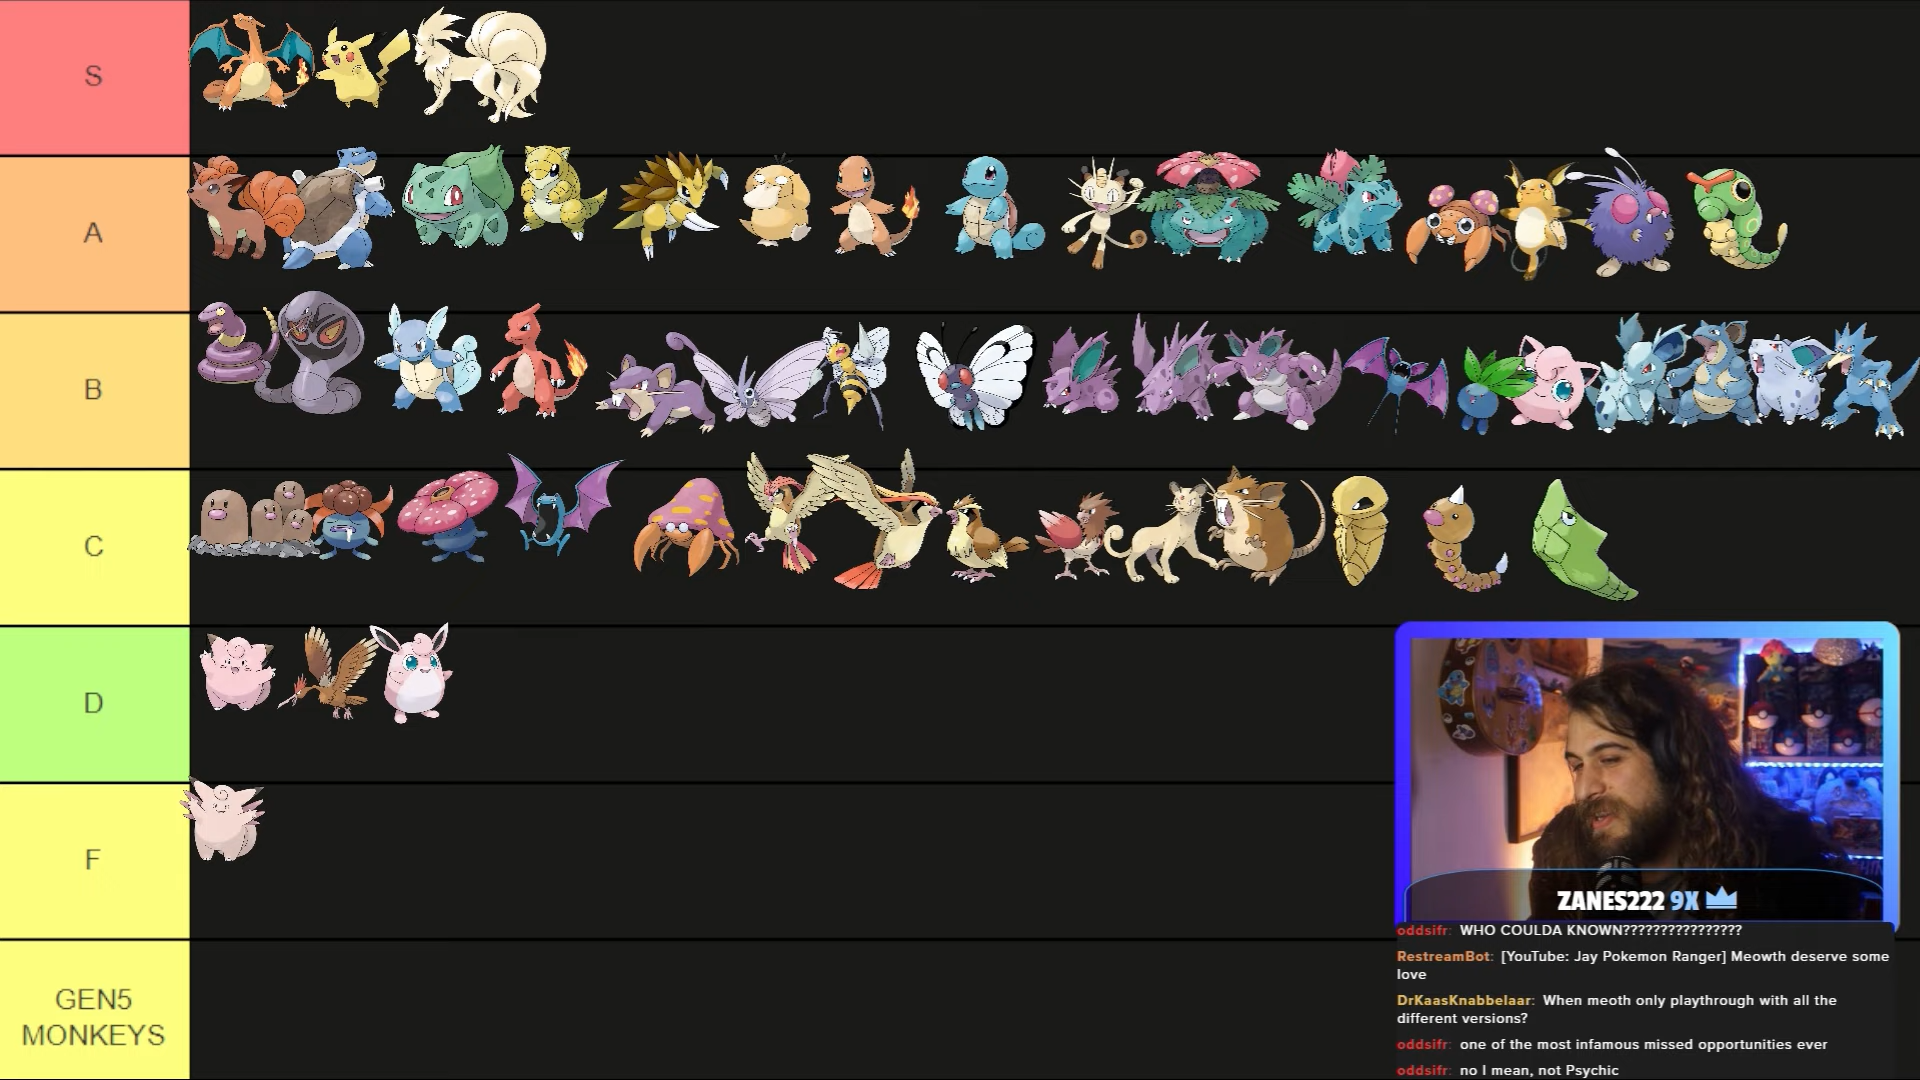 S
A
B
C
D
F
GEN5
MONKEYS
ZANES222 9X
oddsifr: WHO COULDA KNOWN????????????????
RestreamBot: [YouTube: Jay Pokemon Ranger] Meowth deserve some
love
DrKaasKnabbelaar: When meoth only playthrough with all the
different versions?
oddsifr: one of the most infamous missed opportunities ever
oddsifr: no I mean, not Psychic